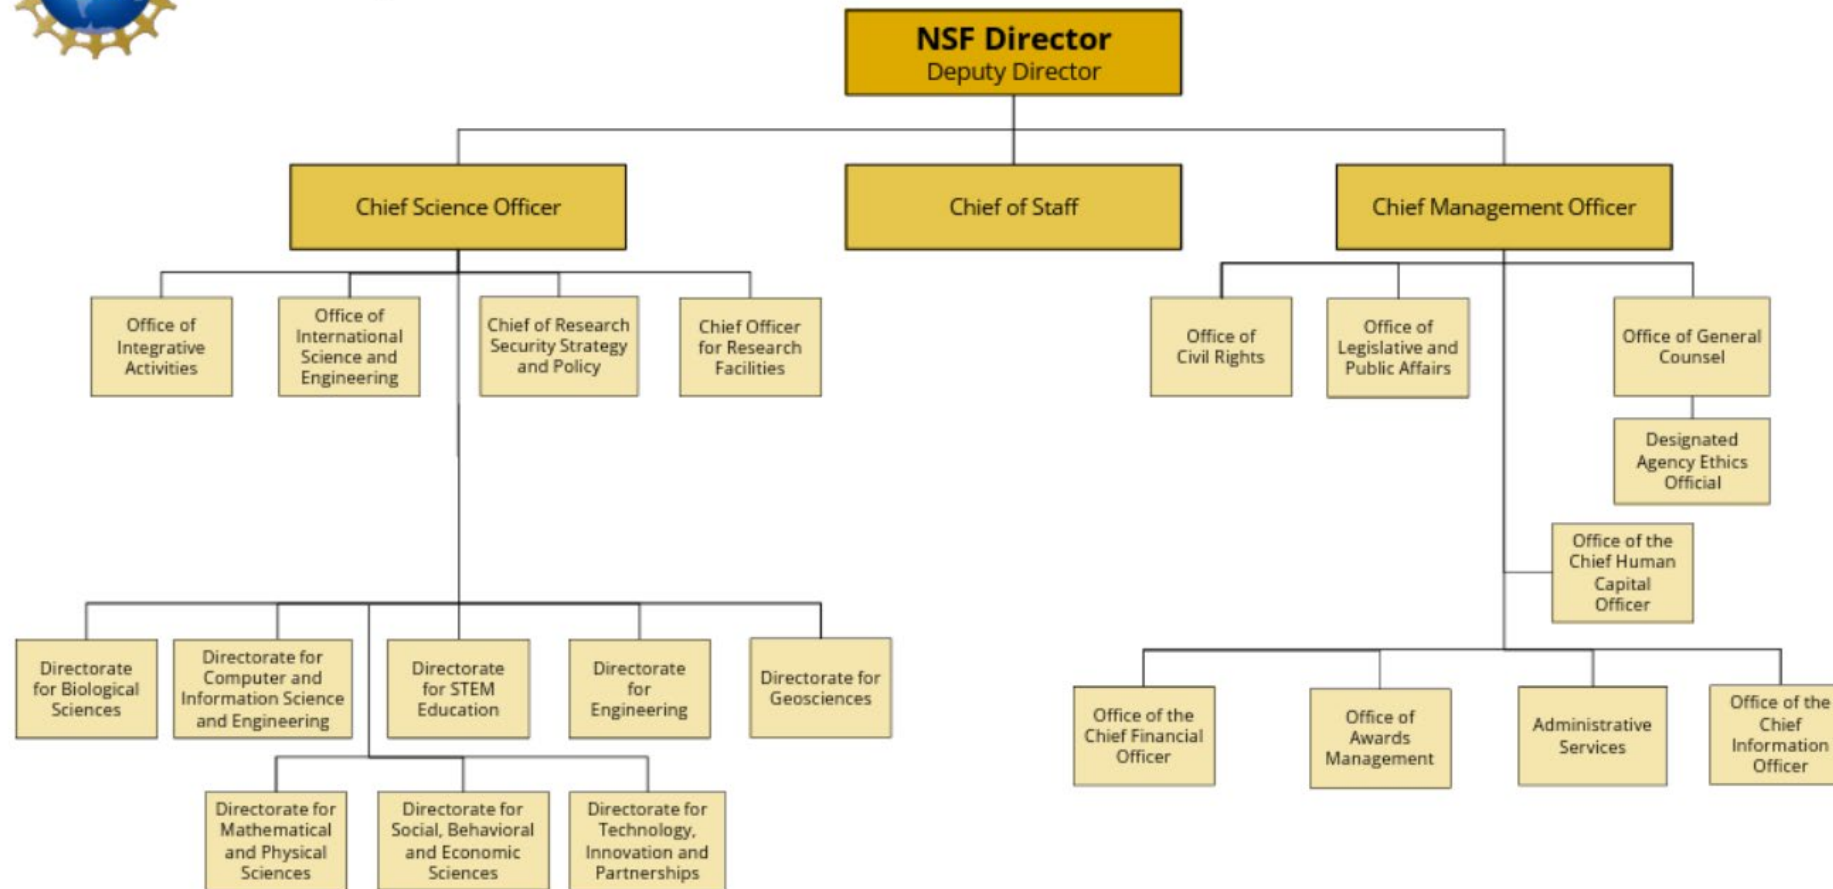 NSF Director
Deputy Director
Chief Science Officer
Chief of Staff
Chief Management Officer
Office of
Integrative
Activities
Office of
International
Science and
Engineering
Chief of Research
Security Strategy
and Policy
Chief Officer
for Research
Facilities
Office of
Civil Rights
Office of
Legislative and
Public Affairs
Office of General
Counsel
Designated
Agency Ethics
Official
Office of the
Chief Human
Capital
Officer
Directorate
for Biological
Sciences
Directorate for
Computer and
Information Science
and Engineering
Directorate
for STEM
Education
Directorate
for
Engineering
Directorate for
Geosciences
Office of the
Chief Financial
Officer
Office of
Awards
Management
Administrative
Services
Office of the
Chief
Information
Officer
Directorate for
Mathematical
and Physical
Sciences
Directorate for
Social, Behavioral
and Economic
Sciences
Directorate for
Technology,
Innovation and
Partnerships